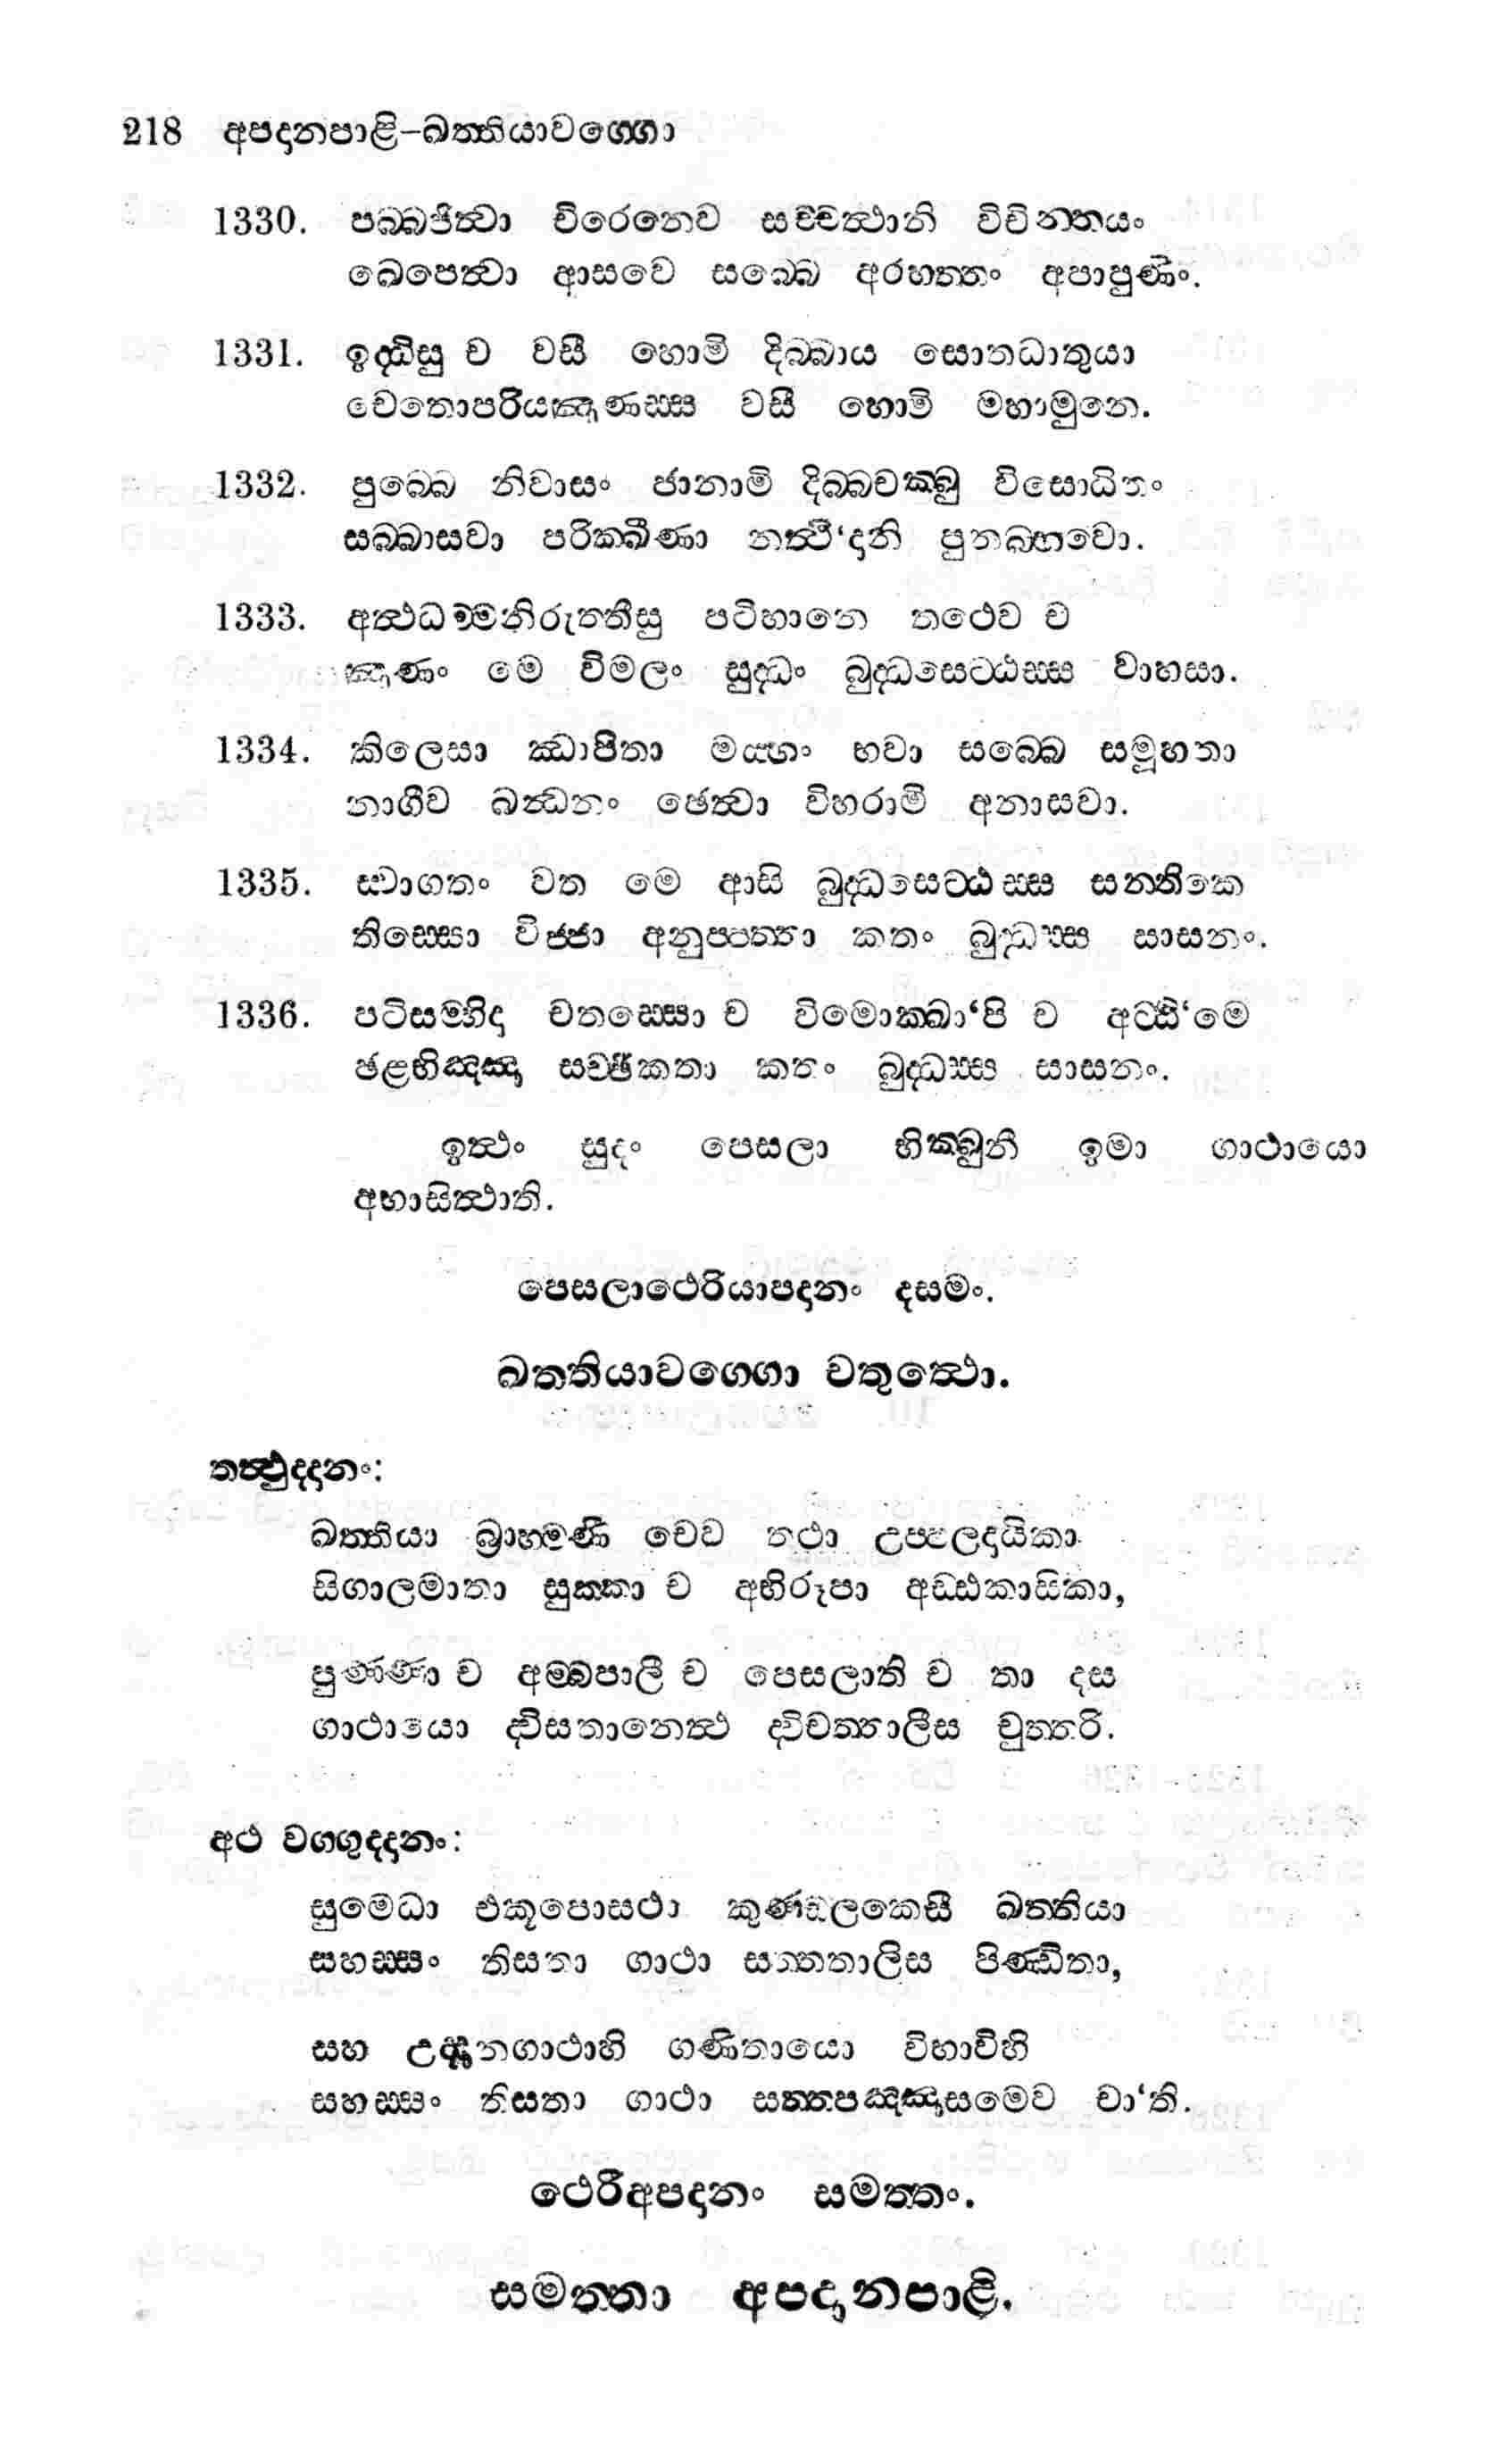 218 අපදානපාළි-ඛත්තියාවග්ගො
1330. පබ්බජිත්වා චිරෙනෙව සච්චත්ථානි විචින්තයං
ඛෙපෙත්වා ආසවෙ සබ්බෙ අරහත්තං අපාපුණිං.
1331. ඉද්ධිසු ච වසී හොමි දිබ්බාය සොතධාතුයා
චෙතොපරියඤාණස්ස වසී හොමි මහාමුනෙ.
1332. පුබ්බෙ නිවාසං ජානාමි දිබ්බචක්ඛු විසොධිතං
සබ්බාසවා පරික්ඛීණා නත්ථි‘දානි පුනබ්භවො.
1333. අත්ථධම්මනිරුත්තීසු පටිභානෙ තථෙව ච
ඤාණං මෙ විමලං සුද්ධං බුද්ධසෙට්ඨස්ස වාහසා.
1334. කිලෙසා ඣාපිතා මය්හං භවා සබ්බෙ සමූහතා
නාගීව බන්ධනං ඡෙත්වා විහරාමි අනාසවා.
1335. ස්වාගතං වත මෙ ආසි බුද්ධසෙට්ඨස්ස සන්තිකෙ
තිස්සො විජ්ජා අනුප්පත්තා කතං බුද්ධස්ස සාසනං.
1336. පටිසම්භිදා චතස්සො ච විමොක්ඛා‘පි ච අට්ඨි‘මෙ
ඡළභිඤ්ඤා සච්ඡිකතා කතං බුද්ධස්ස සාසනං.
ඉත්ථං සුදං පෙසලා භික්ඛුනී ඉමා ගාථායො
අභාසිත්ථාති.
පෙසලාථෙරියාපදානං දසමං.
ඛත්තියාවග්ගො චතුත්ථො.
තත්‍රුද්දානං:
ඛත්තියා බ්‍රාහ්මණී චෙව තථා උප්පලදායිකා
සිගාලමාතා සුක්කා ච අභිරූපා අඩ්ඪකාසිකා,
පුණ්ණා ච අම්බපාලී ච පෙසලාති ච තා දස
ගාථායො ද්විසතානෙත්ථ ද්විචත්තාලීස චුත්තරි.
අථ වග්ගුද්දානං:
සුමෙධා එකූපොසථා කුණ්ඩලකෙසී ඛත්තියා
සහස්සං තිසතා ගාථා සත්තතාලිස පිණ්ඩිතා,
සහ උද්දානගාථාහි ගණිතායො විභාවිහි
සහස්සං තිසතා ගාථා සත්තපඤ්ඤාසමෙව චා‘ති.
ථෙරීඅපදානං සමත්තං.
සමත්තා අපදානපාළි.